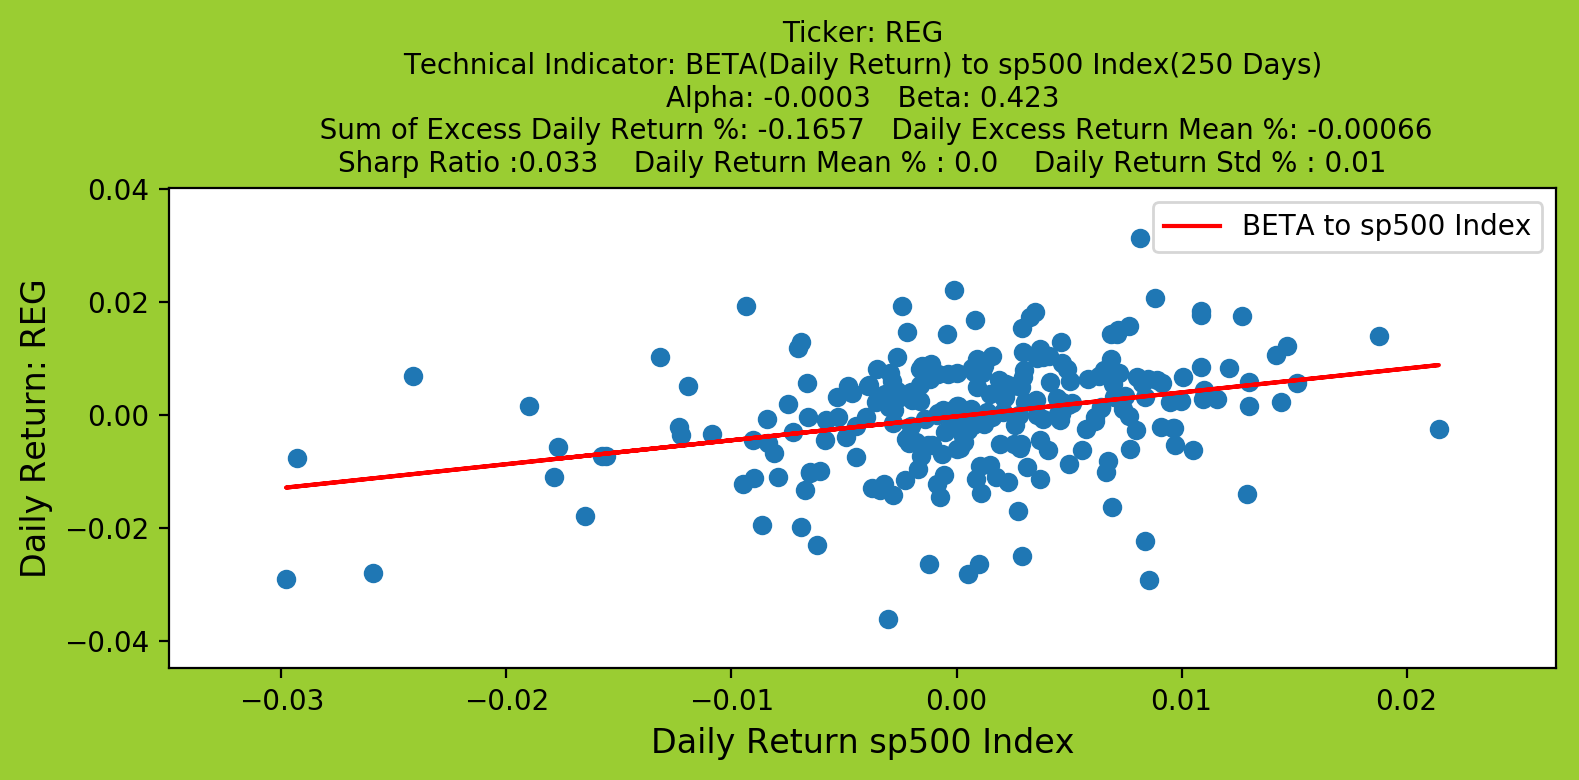 Ticker: REG
Technical Indicator: BETA(Daily Return) to sp500 Index(250 Days)
Alpha: -0.0003   Beta: 0.423
Sum of Excess Daily Return %: -0.1657   Daily Excess Return Mean %: -0.00066
Sharp Ratio :0.033    Daily Return Mean % : 0.0    Daily Return Std % : 0.01
BETA to sp500 Index
Daily Return: REG
0.04
0.02
0.00
−0.02
−0.04
−0.03
−0.02
−0.01
0.00
0.01
0.02
Daily Return sp500 Index